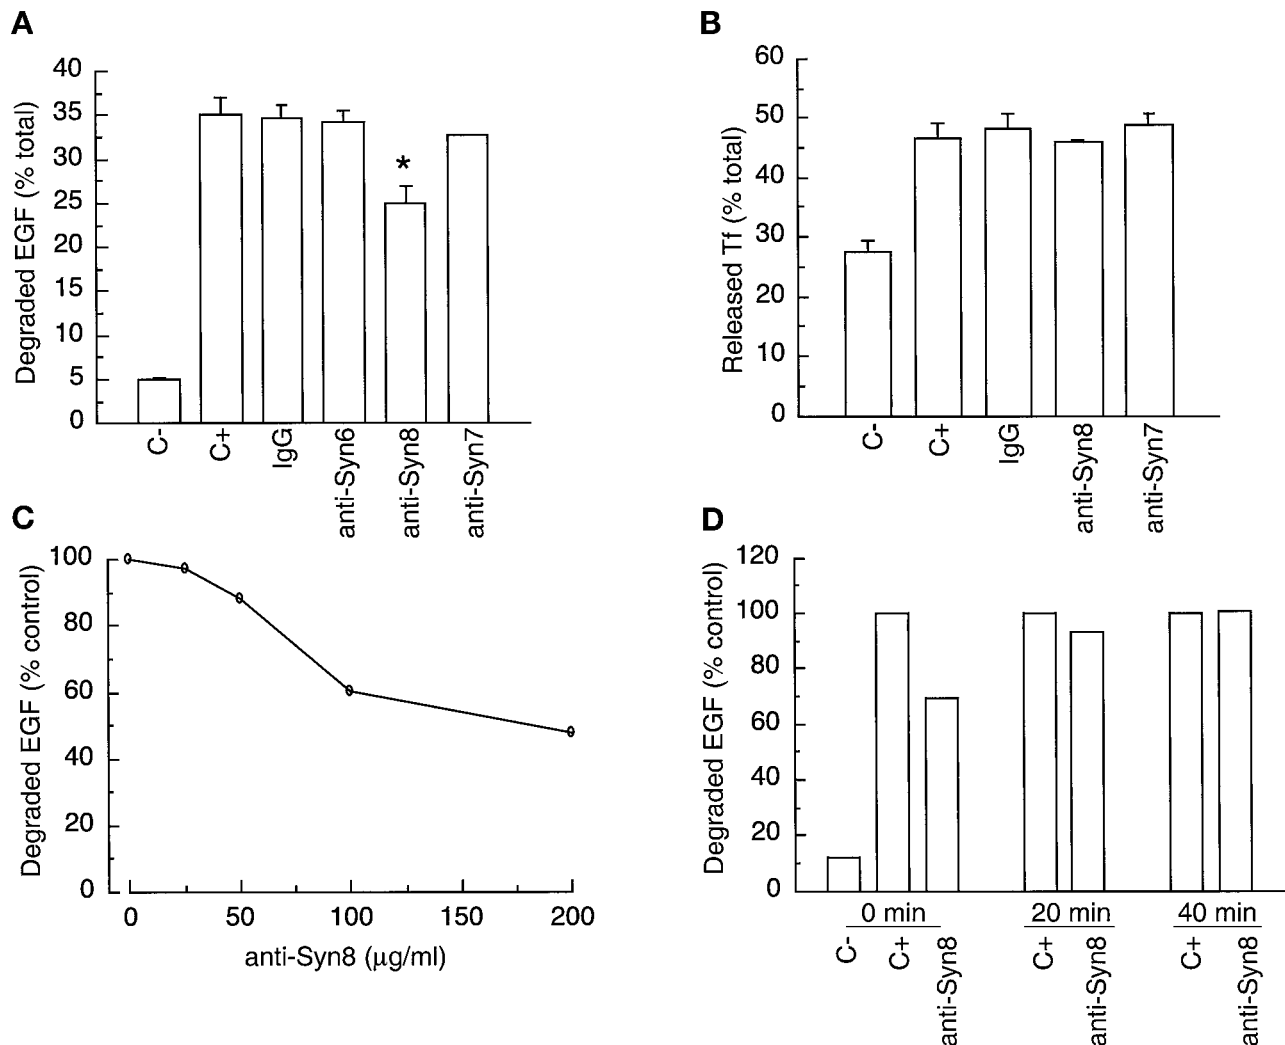 A
Degraded EGF (% total)
40
35
30
25
20
15
10
5
0
*
C-
C+
IgG
anti-Syn6
anti-Syn8
anti-Syn7
B
Released Tf (% total)
60
50
40
30
20
10
0
C-
C+
IgG
anti-Syn8
anti-Syn7
C
Degraded EGF (% control)
100
80
60
40
20
0
0 50 100 150 200
anti-Syn8 (μg/ml)
D
Degraded EGF (% control)
120
100
80
60
40
20
0
0 min 20 min 40 min
C-
C+
anti-Syn8
C+
anti-Syn8
C+
anti-Syn8